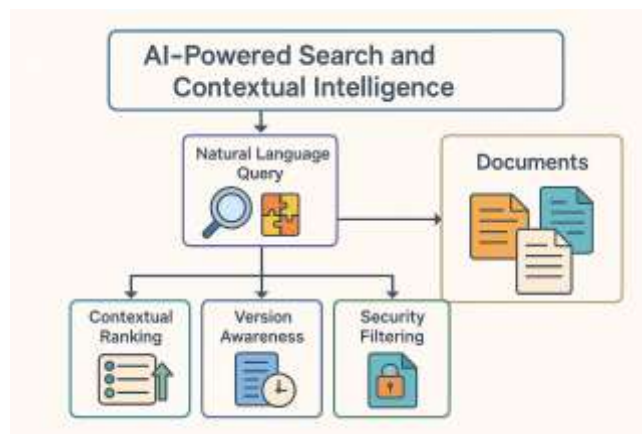 AI-Powered Search and
Contextual Intelligence
Natural Language
Query
Documents
Contextual
Ranking
Version
Awareness
Security
Filtering